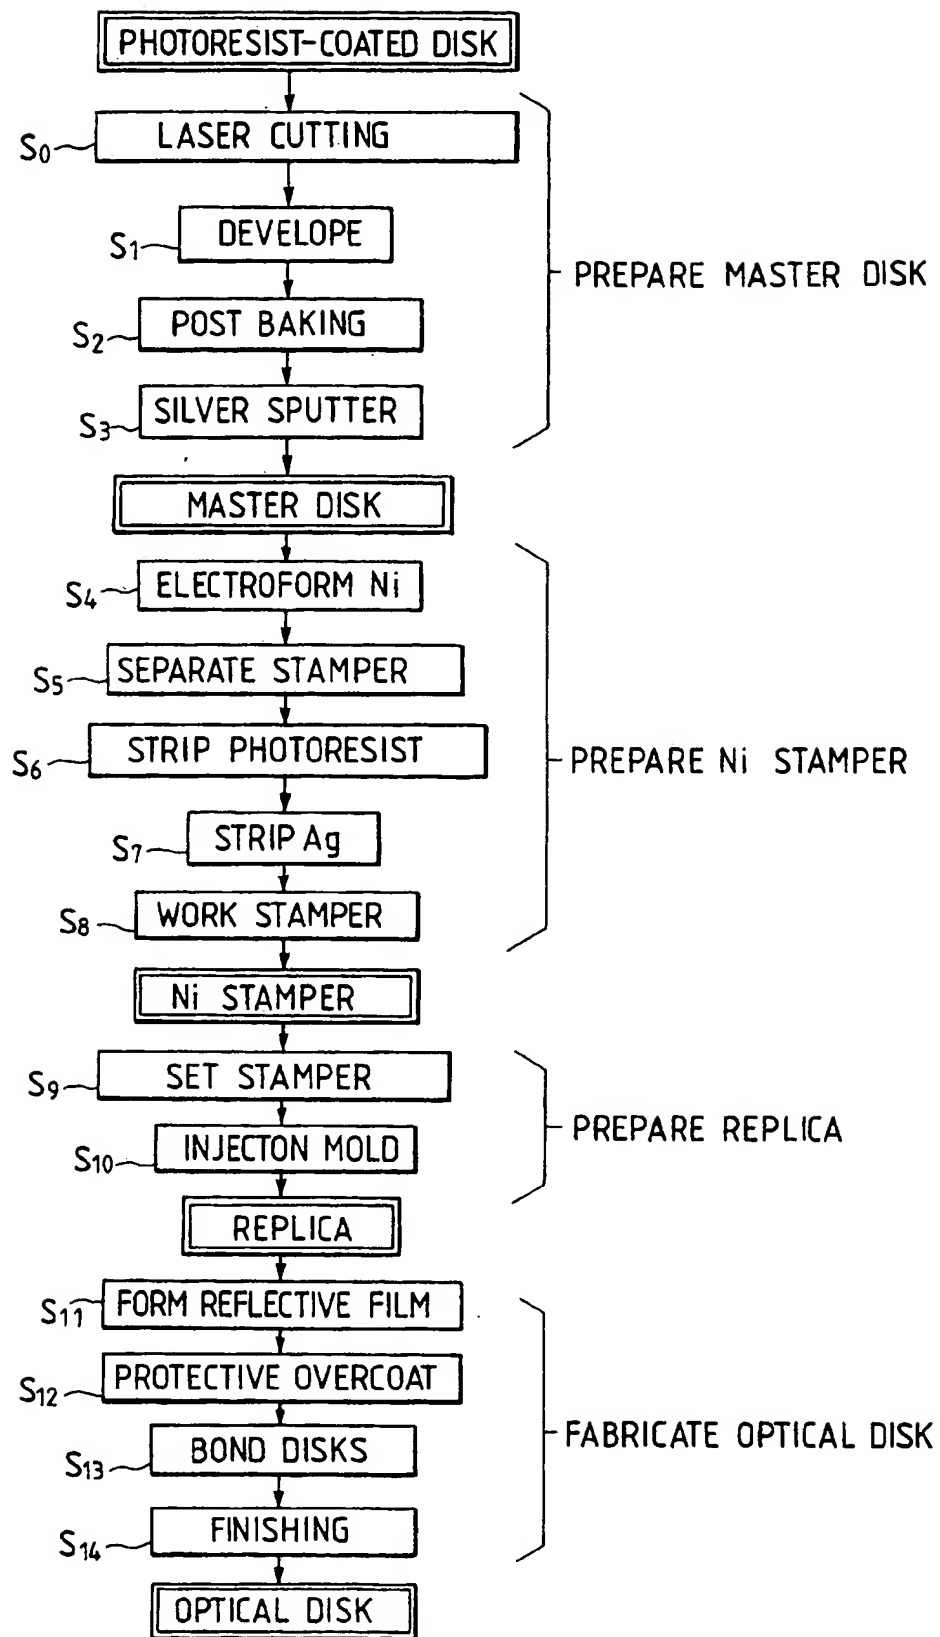 PHOTORESIST-COATED DISK
S0
LASER CUTTING
S1
DEVELOPE
PREPARE MASTER DISK
S2
POST BAKING
S3
SILVER SPUTTER
MASTER DISK
S4
ELECTROFORM Ni
S5
SEPARATE STAMPER
S6
STRIP PHOTORESIST
PREPARE Ni STAMPER
S7
STRIP Ag
S8
WORK STAMPER
Ni STAMPER
S9
SET STAMPER
PREPARE REPLICA
S10
INJECTON MOLD
REPLICA
S11
FORM REFLECTIVE FILM
S12
PROTECTIVE OVERCOAT
FABRICATE OPTICAL DISK
S13
BOND DISKS
S14
FINISHING
OPTICAL DISK